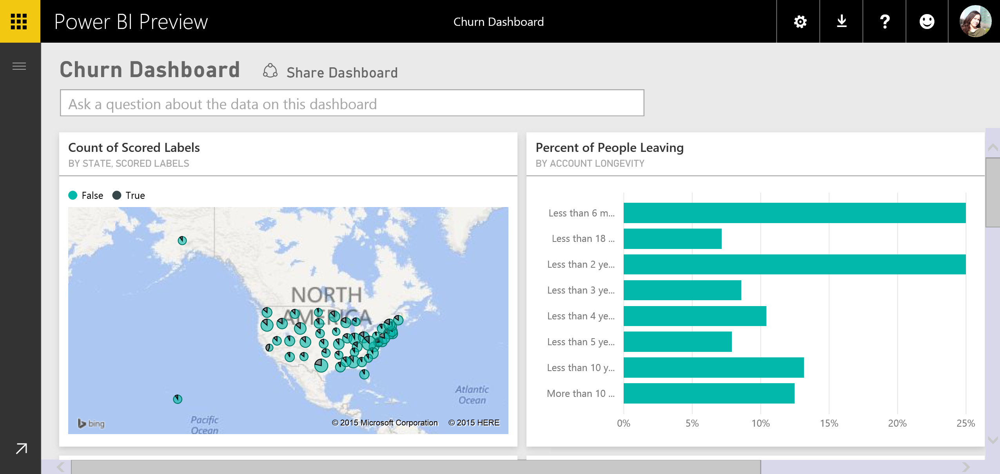 Power BI Preview
Churn Dashboard
Churn Dashboard
Share Dashboard
Ask a question about the data on this dashboard
Count of Scored Labels
BY STATE, SCORED LABELS
False
True
NORTH
AMERICA
Atlantic
Ocean
Pacific
Ocean
bing
© 2015 Microsoft Corporation
© 2015 HERE
Percent of People Leaving
BY ACCOUNT LONGEVITY
Less than 6 m...
Less than 18 ...
Less than 2 ye...
Less than 3 ye...
Less than 4 ye...
Less than 5 ye...
Less than 10 y...
More than 10 ...
0%
5%
10%
15%
20%
25%